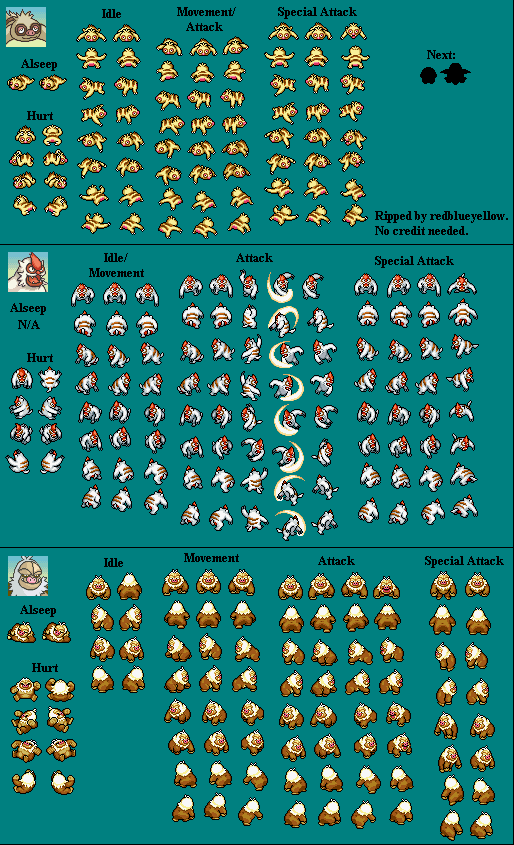 Idle
Movement/
Attack
Special Attack
Alseep
Hurt
Next:
Ripped by redblueyellow.
No credit needed.
Idle/
Movement
Attack
Special Attack
Alseep
N/A
Hurt
Idle
Movement
Attack
Special Attack
Alseep
Hurt